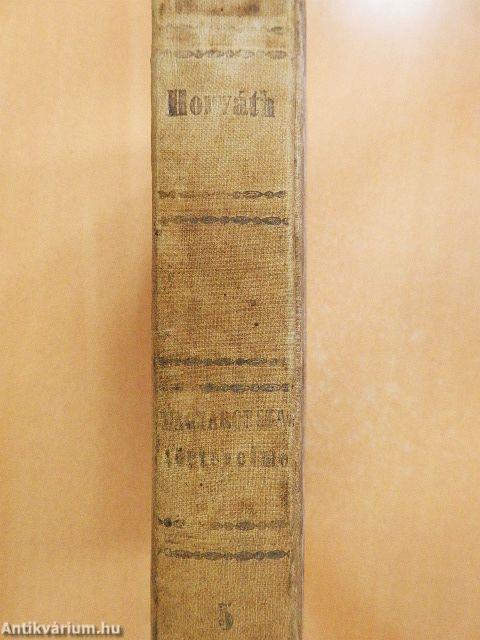 Horváth
MAGYARORSZÁG
történelme
5
Antikvárium.hu